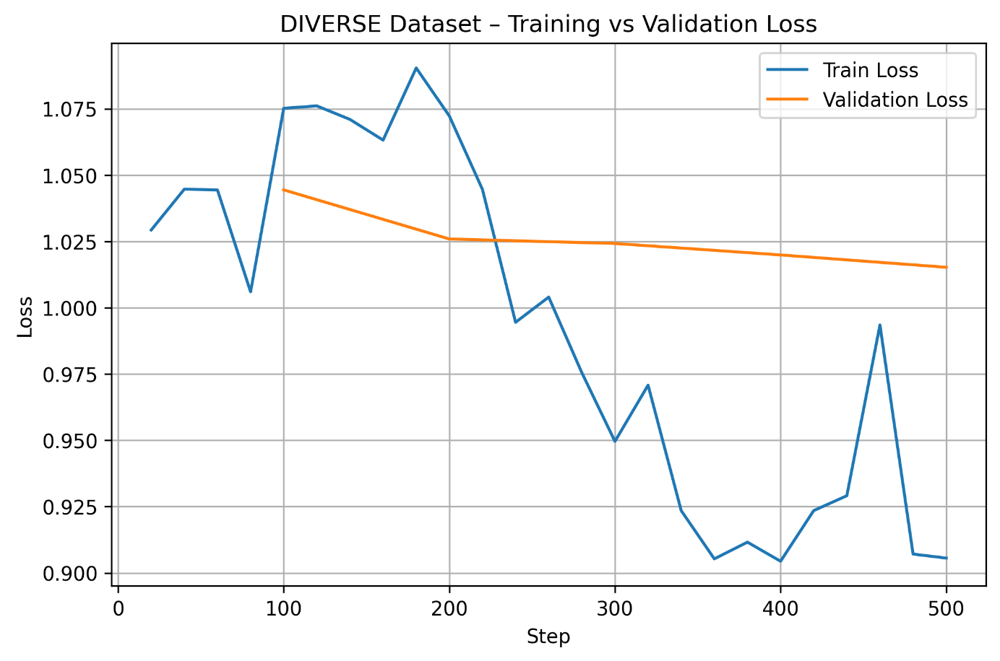 DIVERSE Dataset – Training vs Validation Loss
Train Loss
Validation Loss
1.075
1.050
1.025
1.000
0.975
0.950
0.925
0.900
Loss
0 100 200 300 400 500
Step